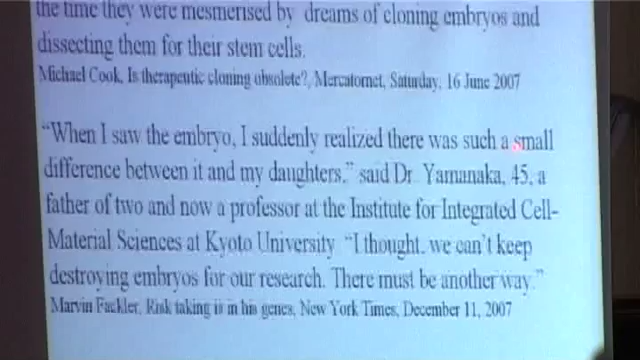 the time they were mesmerised by dreams of cloning embryos and
dissecting them for their stem cells.
Michael Cook, Is therapeutic cloning obsolete?, Mercatornet, Saturday, 16 June 2007
“When I saw the embryo, I suddenly realized there was such a small
difference between it and my daughters,” said Dr. Yamanaka, 45, a
father of two and now a professor at the Institute for Integrated Cell-
Material Sciences at Kyoto University. “I thought, we can't keep
destroying embryos for our research. There must be another way.”
Marvin Fackler, Risk taking is in his genes, New York Times, December 11, 2007